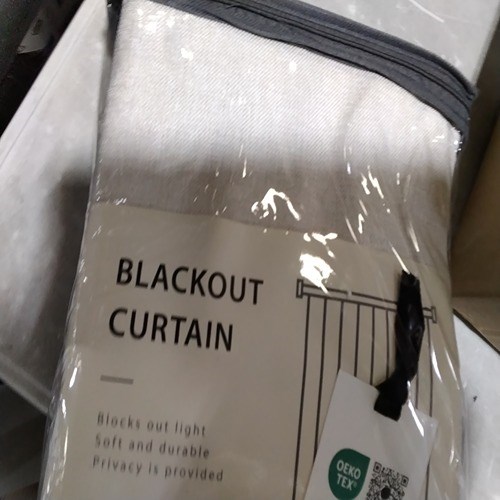 BLACKOUT
CURTAIN
Blocks out light
Soft and durable
Privacy is provided
OEKO
TEX®